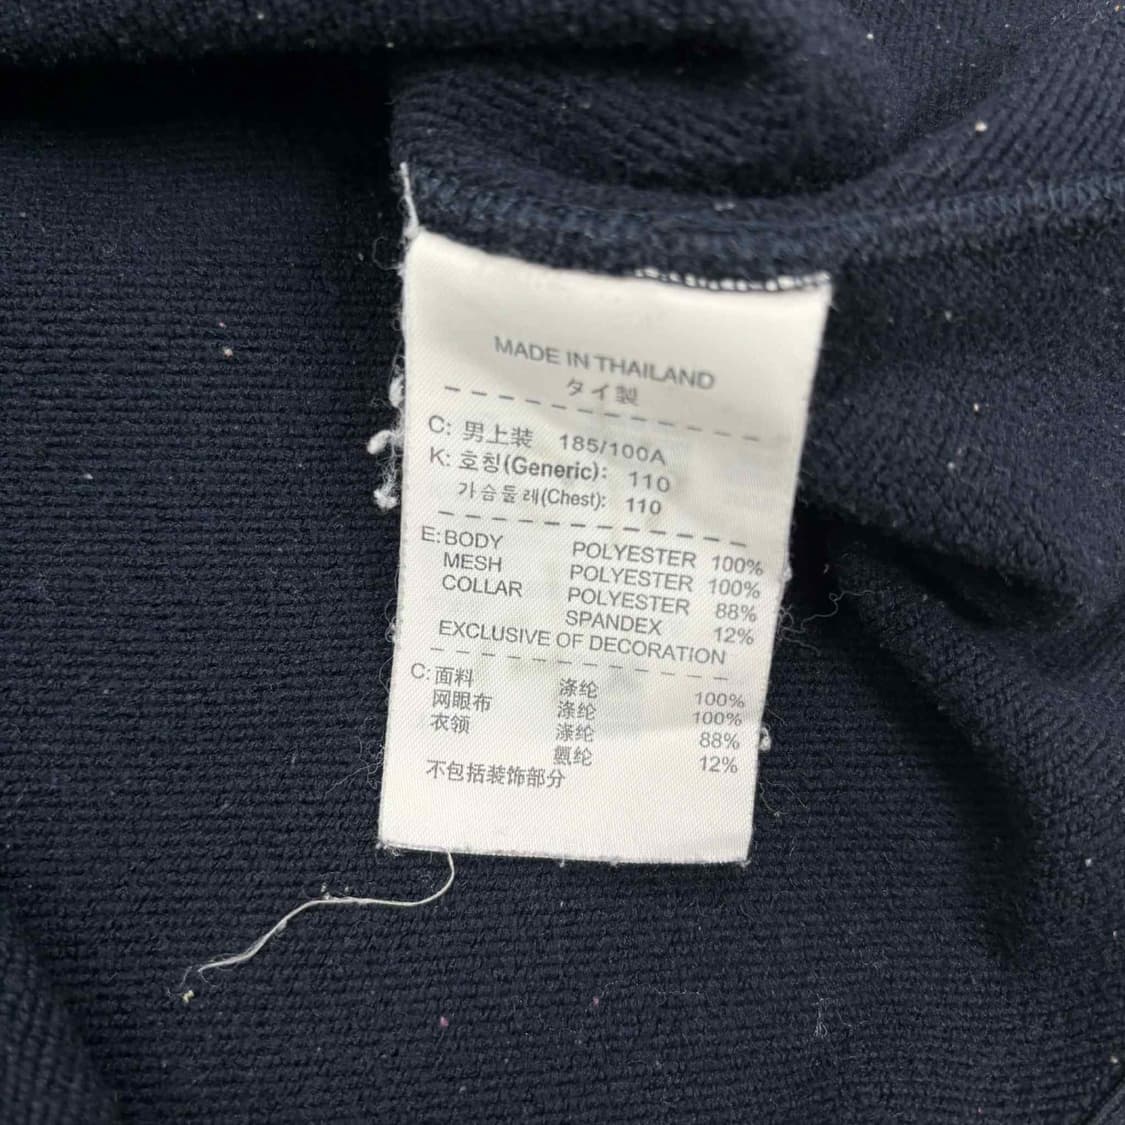 MADE IN THAILAND
タイ製
C: 男上装 185/100A
K: 호칭(Generic): 110
가슴둘레(Chest): 110
E: BODY POLYESTER 100%
MESH POLYESTER 100%
COLLAR POLYESTER 88%
SPANDEX 12%
EXCLUSIVE OF DECORATION
C: 面料 涤纶 100%
网眼布 涤纶 100%
衣领 涤纶 88%
氨纶 12%
不包括装饰部分